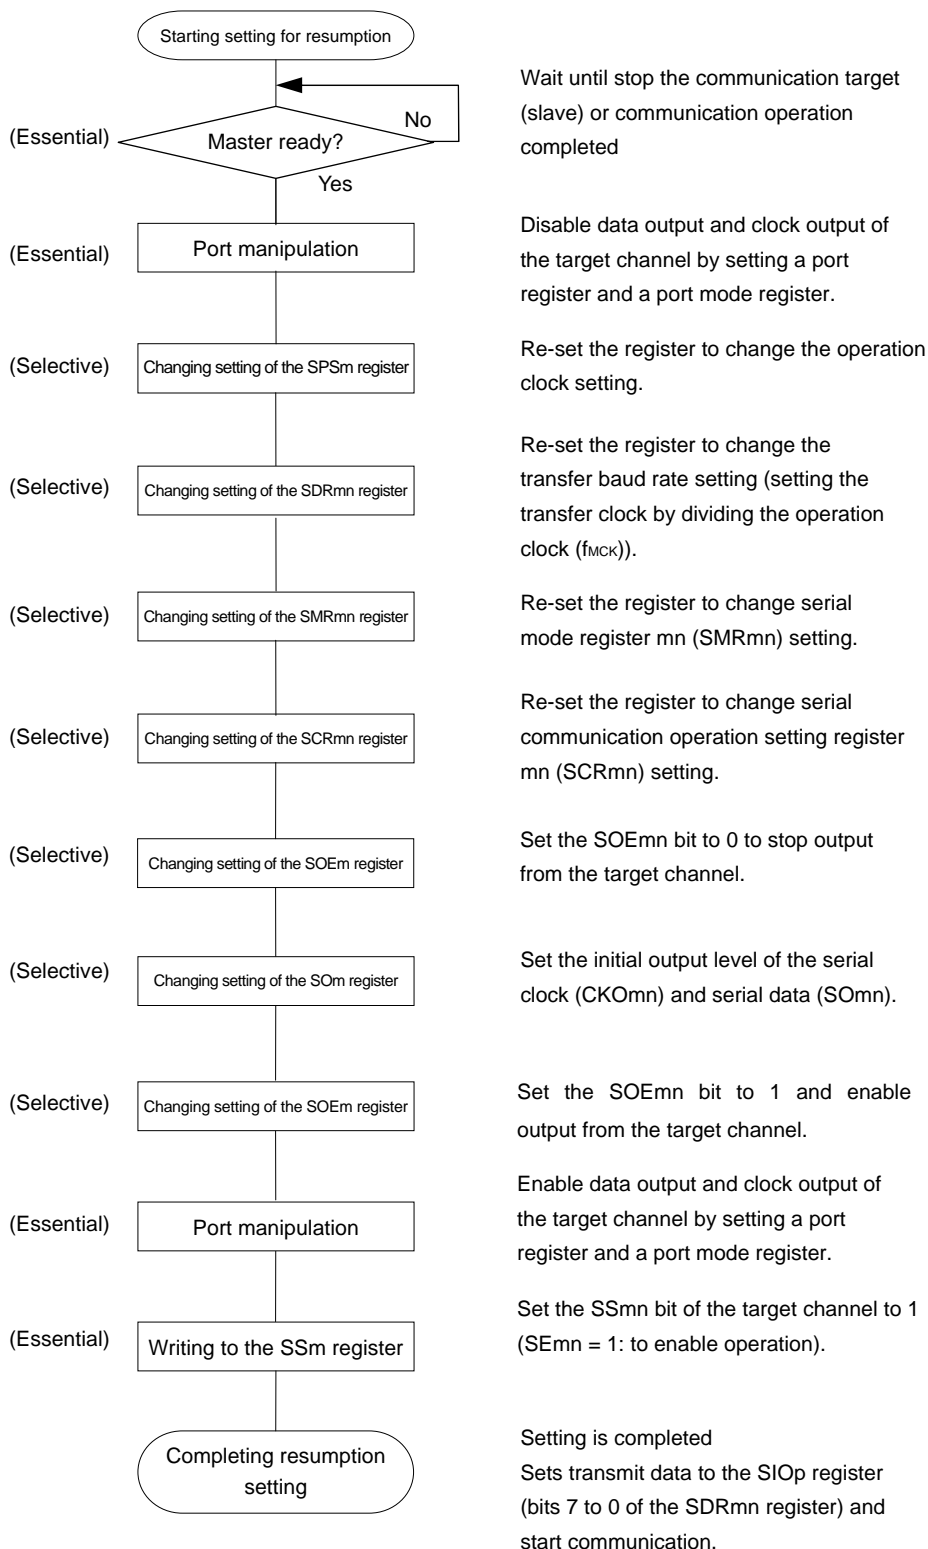 Starting setting for resumption
Wait until stop the communication target
(slave) or communication operation
completed
(Essential)
Master ready?
No
Yes
(Essential)
Port manipulation
Disable data output and clock output of
the target channel by setting a port
register and a port mode register.
(Selective)
Changing setting of the SPSm register
Re-set the register to change the operation
clock setting.
(Selective)
Changing setting of the SDRmn register
Re-set the register to change the
transfer baud rate setting (setting the
transfer clock by dividing the operation
clock (fMCK)).
(Selective)
Changing setting of the SMRmn register
Re-set the register to change serial
mode register mn (SMRmn) setting.
(Selective)
Changing setting of the SCRmn register
Re-set the register to change serial
communication operation setting register
mn (SCRmn) setting.
(Selective)
Changing setting of the SOEm register
Set the SOEmn bit to 0 to stop output
from the target channel.
(Selective)
Changing setting of the SOm register
Set the initial output level of the serial
clock (CKOmn) and serial data (SOmn).
(Selective)
Changing setting of the SOEm register
Set the SOEmn bit to 1 and enable
output from the target channel.
(Essential)
Port manipulation
Enable data output and clock output of
the target channel by setting a port
register and a port mode register.
(Essential)
Writing to the SSm register
Set the SSmn bit of the target channel to 1
(SEmn = 1: to enable operation).
Completing resumption
setting
Setting is completed
Sets transmit data to the SIOp register
(bits 7 to 0 of the SDRmn register) and
start communication.